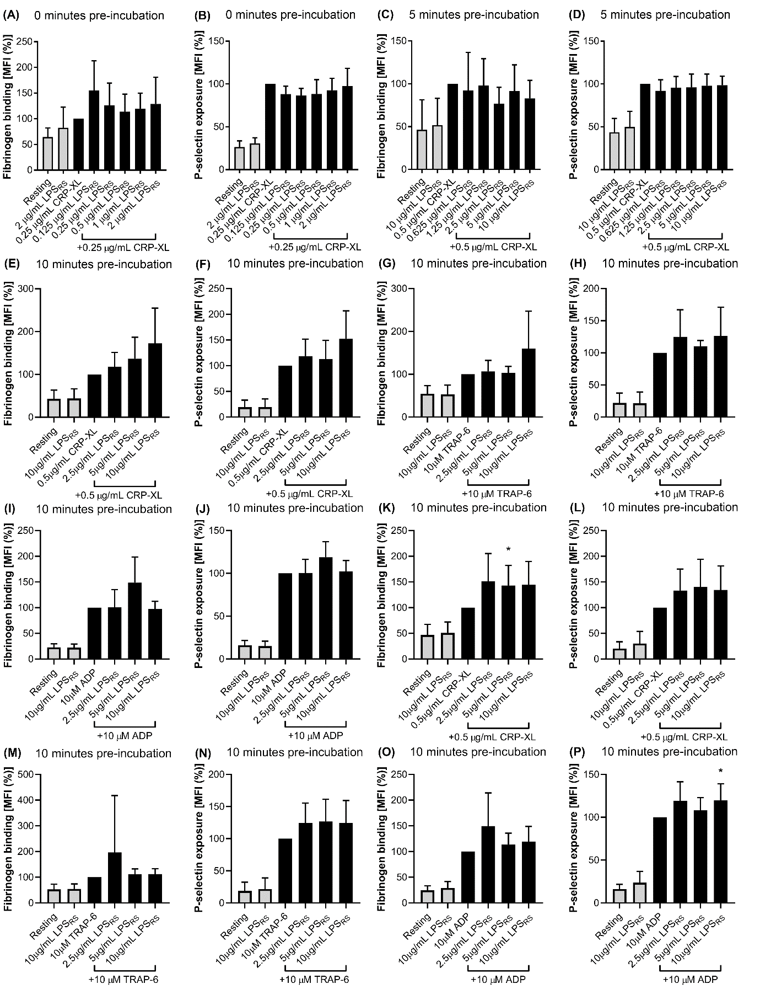 (A) 0 minutes pre-incubation
Fibrinogen binding [MFI (%)]
250
200
150
100
50
0
Resting
2 μg/mL LPSRS
0.25 μg/mL CRP-XL
0.125 μg/mL LPSRS
0.25 μg/mL LPSRS
0.5 μg/mL LPSRS
1 μg/mL LPSRS
2 μg/mL LPSRS
+0.25 μg/mL CRP-XL
(B) 0 minutes pre-incubation
P-selectin exposure [MFI (%)]
150
100
50
0
Resting
2 μg/mL LPSRS
0.25 μg/mL CRP-XL
0.125 μg/mL LPSRS
0.25 μg/mL LPSRS
0.5 μg/mL LPSRS
1 μg/mL LPSRS
2 μg/mL LPSRS
+0.25 μg/mL CRP-XL
(C) 5 minutes pre-incubation
Fibrinogen binding [MFI (%)]
150
100
50
0
Resting
10 μg/mL LPSRS
0.5 μg/mL CRP-XL
0.625 μg/mL LPSRS
1.25 μg/mL LPSRS
2.5 μg/mL LPSRS
5 μg/mL LPSRS
10 μg/mL LPSRS
+0.5 μg/mL CRP-XL
(D) 5 minutes pre-incubation
P-selectin exposure [MFI (%)]
150
100
50
0
Resting
10 μg/mL LPSRS
0.5 μg/mL CRP-XL
0.625 μg/mL LPSRS
1.25 μg/mL LPSRS
2.5 μg/mL LPSRS
5 μg/mL LPSRS
10 μg/mL LPSRS
+0.5 μg/mL CRP-XL
(E) 10 minutes pre-incubation
Fibrinogen binding [MFI (%)]
300
200
100
0
Resting
10μg/mL LPSRS
0.5μg/mL CRP-XL
2.5μg/mL LPSRS
5μg/mL LPSRS
10μg/mL LPSRS
+0.5 μg/mL CRP-XL
(F) 10 minutes pre-incubation
P-selectin exposure [MFI (%)]
250
200
150
100
50
0
Resting
10μg/mL LPSRS
0.5μg/mL CRP-XL
2.5μg/mL LPSRS
5μg/mL LPSRS
10μg/mL LPSRS
+0.5 μg/mL CRP-XL
(G) 10 minutes pre-incubation
Fibrinogen binding [MFI (%)]
300
200
100
0
Resting
10μg/mL LPSRS
10μM TRAP-6
2.5μg/mL LPSRS
5μg/mL LPSRS
10μg/mL LPSRS
+10 μM TRAP-6
(H) 10 minutes pre-incubation
P-selectin exposure [MFI (%)]
200
150
100
50
0
Resting
10μg/mL LPSRS
10μM TRAP-6
2.5μg/mL LPSRS
5μg/mL LPSRS
10μg/mL LPSRS
+10 μM TRAP-6
(I) 10 minutes pre-incubation
Fibrinogen binding [MFI (%)]
250
200
150
100
50
0
Resting
10μg/mL LPSRS
10μM ADP
2.5μg/mL LPSRS
5μg/mL LPSRS
10μg/mL LPSRS
+10 μM ADP
(J) 10 minutes pre-incubation
P-selectin exposure [MFI (%)]
150
100
50
0
Resting
10μg/mL LPSRS
10μM ADP
2.5μg/mL LPSRS
5μg/mL LPSRS
10μg/mL LPSRS
+10 μM ADP
(K) 10 minutes pre-incubation
Fibrinogen binding [MFI (%)]
250
200
150
100
50
0
*
Resting
10μg/mL LPSRS
0.5μg/mL CRP-XL
2.5μg/mL LPSRS
5μg/mL LPSRS
10μg/mL LPSRS
+0.5 μg/mL CRP-XL
(L) 10 minutes pre-incubation
P-selectin exposure [MFI (%)]
250
200
150
100
50
0
Resting
10μg/mL LPSRS
0.5μg/mL CRP-XL
2.5μg/mL LPSRS
5μg/mL LPSRS
10μg/mL LPSRS
+0.5 μg/mL CRP-XL
(M) 10 minutes pre-incubation
Fibrinogen binding [MFI (%)]
500
400
300
200
100
0
Resting
10μg/mL LPSRS
10μM TRAP-6
2.5μg/mL LPSRS
5μg/mL LPSRS
10μg/mL LPSRS
+10 μM TRAP-6
(N) 10 minutes pre-incubation
P-selectin exposure [MFI (%)]
200
150
100
50
0
Resting
10μg/mL LPSRS
10μM TRAP-6
2.5μg/mL LPSRS
5μg/mL LPSRS
10μg/mL LPSRS
+10 μM TRAP-6
(O) 10 minutes pre-incubation
Fibrinogen binding [MFI (%)]
250
200
150
100
50
0
Resting
10μg/mL LPSRS
10μM ADP
2.5μg/mL LPSRS
5μg/mL LPSRS
10μg/mL LPSRS
+10 μM ADP
(P) 10 minutes pre-incubation
P-selectin exposure [MFI (%)]
150
100
50
0
*
Resting
10μg/mL LPSRS
10μM ADP
2.5μg/mL LPSRS
5μg/mL LPSRS
10μg/mL LPSRS
+10 μM ADP